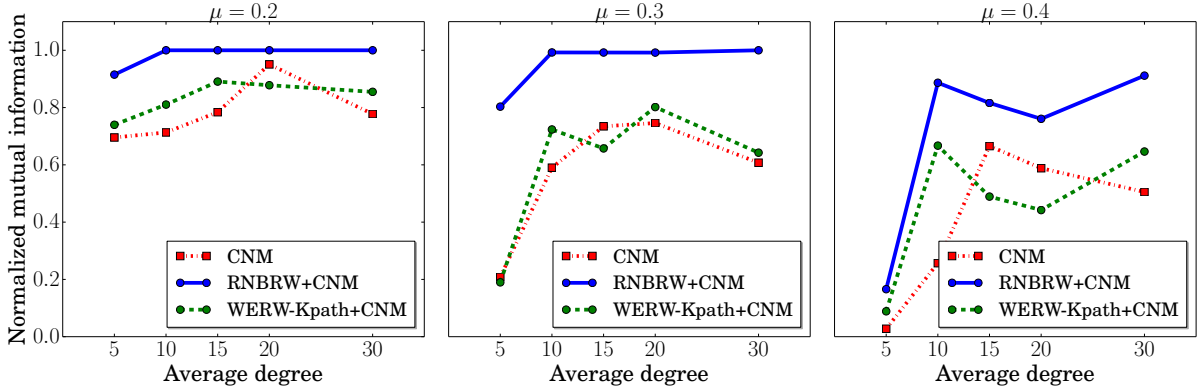 μ = 0.2
μ = 0.3
μ = 0.4
Normalized mutual information
1.0
0.8
0.6
0.4
0.2
0.0
CNM
RNBRW+CNM
WERW-Kpath+CNM
5 10 15 20 30
Average degree
CNM
RNBRW+CNM
WERW-Kpath+CNM
5 10 15 20 30
Average degree
CNM
RNBRW+CNM
WERW-Kpath+CNM
5 10 15 20 30
Average degree